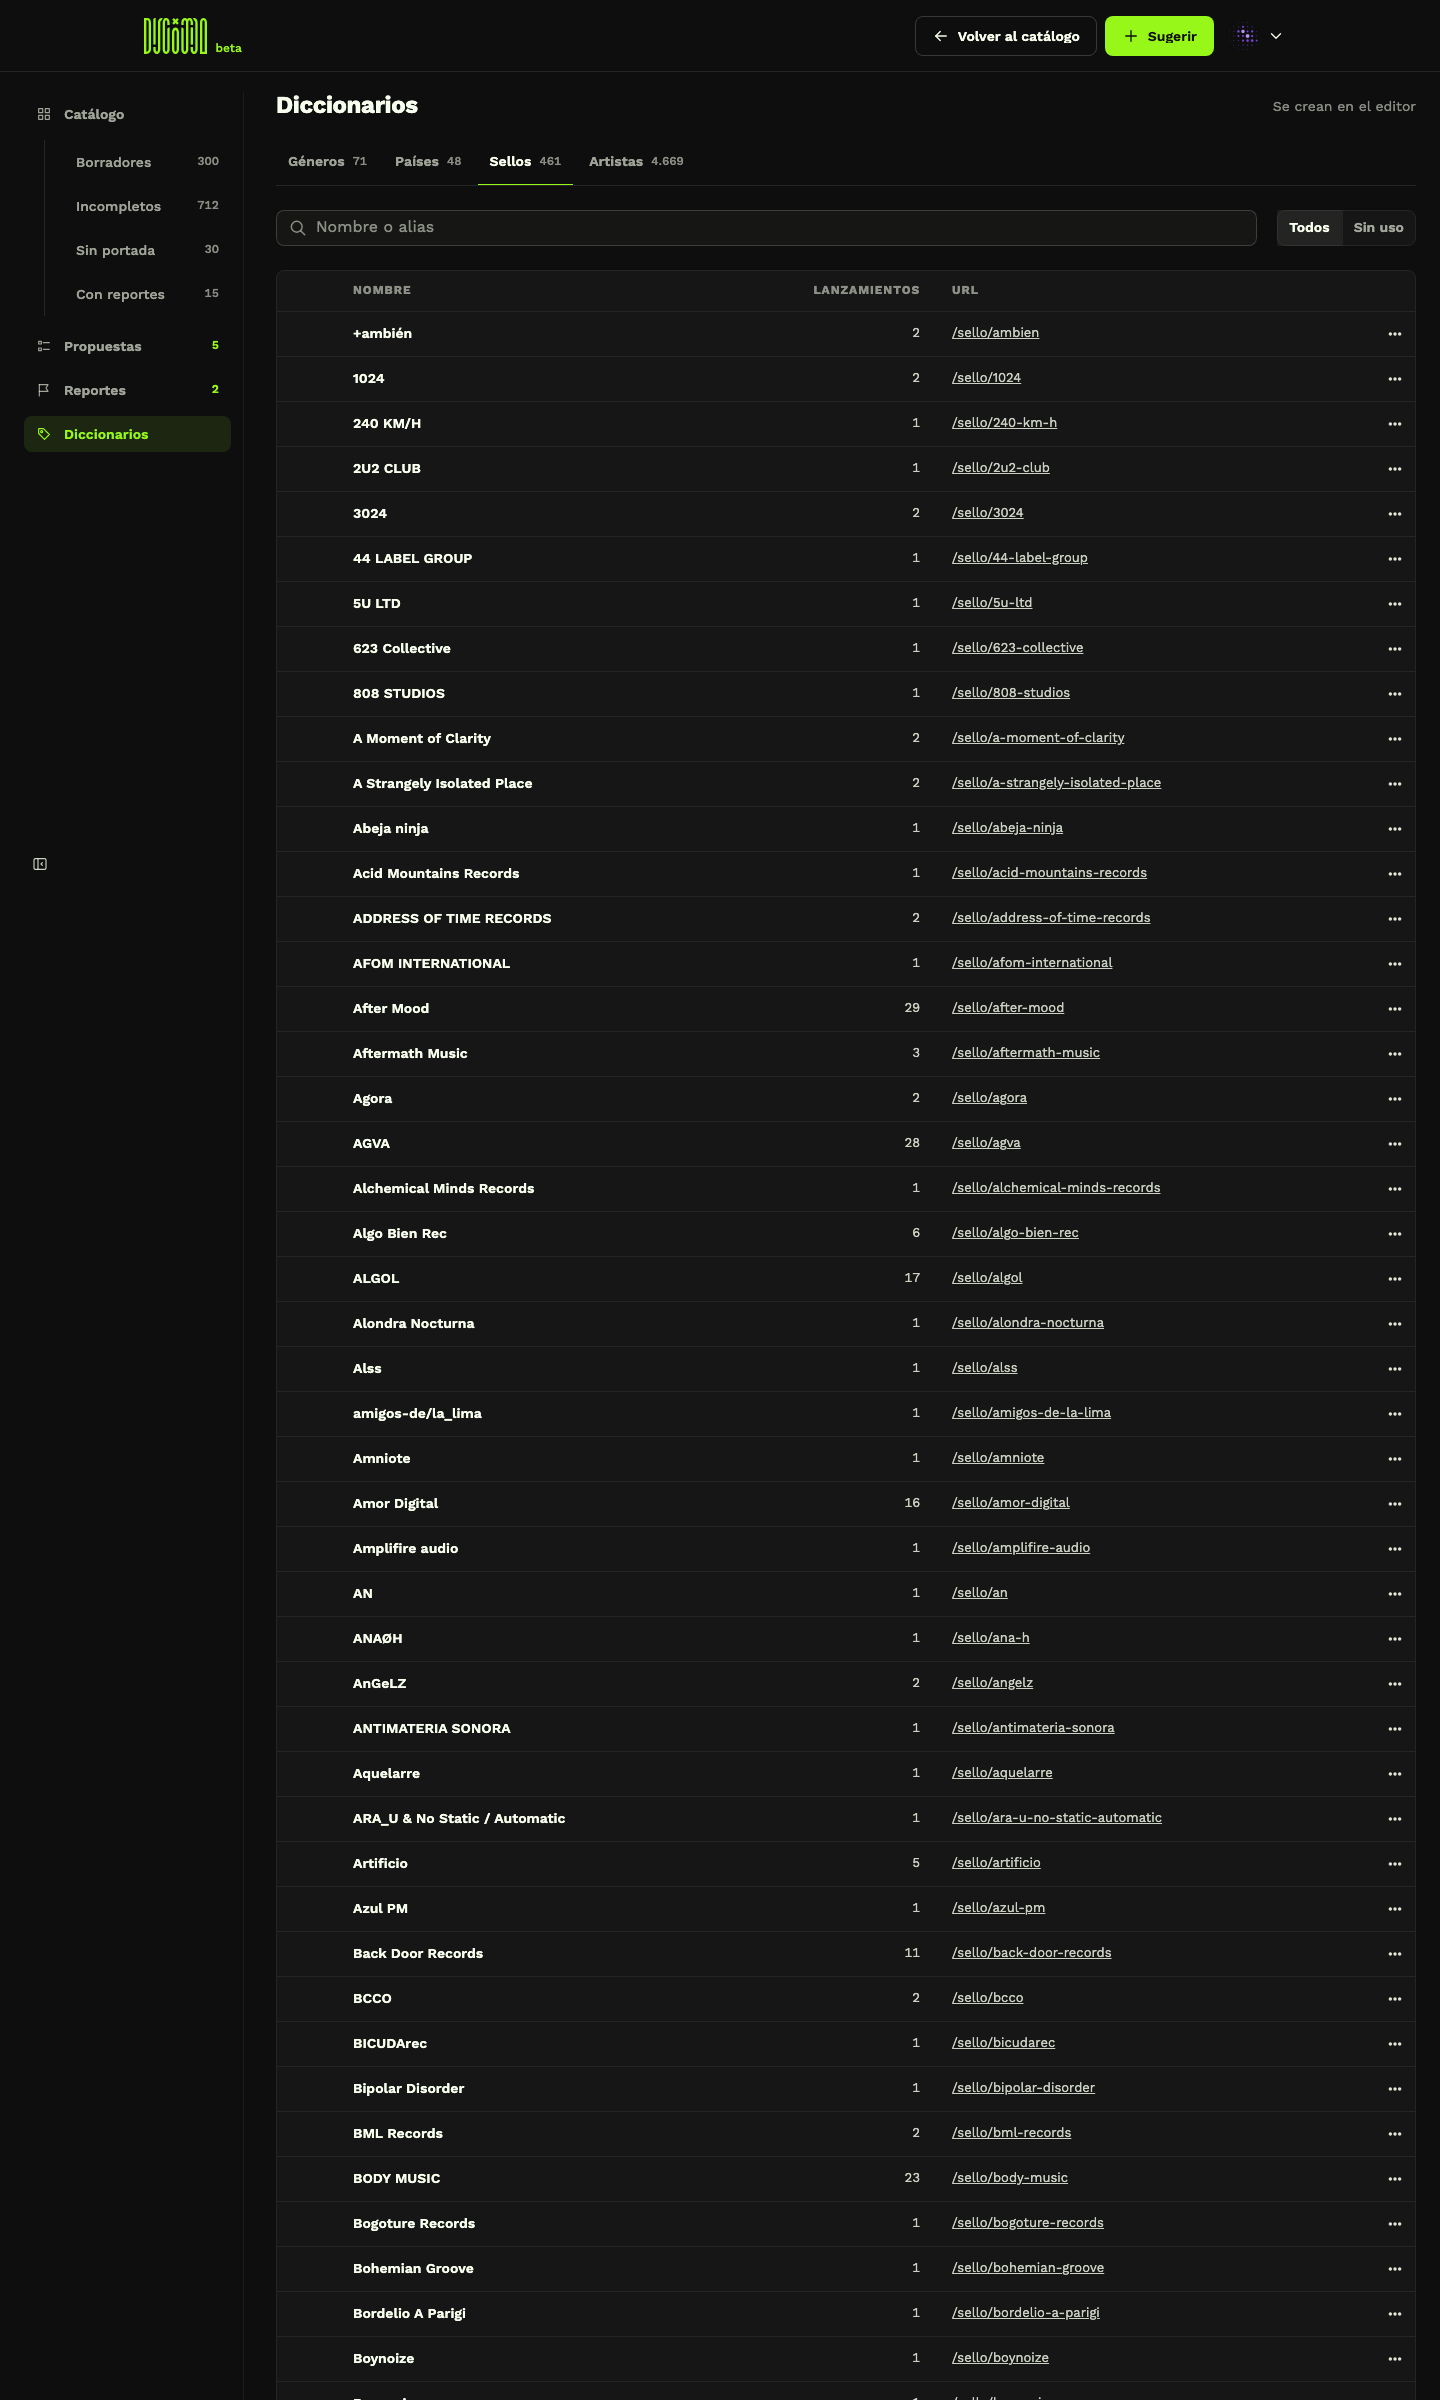 DIGGING beta
← Volver al catálogo
+ Sugerir
Catálogo
Borradores 300
Incompletos 712
Sin portada 30
Con reportes 15
Propuestas 5
Reportes 2
Diccionarios
Diccionarios
Se crean en el editor
Géneros 71 Países 48 Sellos 461 Artistas 4.669
Nombre o alias
Todos Sin uso
NOMBRE LANZAMIENTOS URL
+ambién 2 /sello/ambien
1024 2 /sello/1024
240 KM/H 1 /sello/240-km-h
2U2 CLUB 1 /sello/2u2-club
3024 2 /sello/3024
44 LABEL GROUP 1 /sello/44-label-group
5U LTD 1 /sello/5u-ltd
623 Collective 1 /sello/623-collective
808 STUDIOS 1 /sello/808-studios
A Moment of Clarity 2 /sello/a-moment-of-clarity
A Strangely Isolated Place 2 /sello/a-strangely-isolated-place
Abeja ninja 1 /sello/abeja-ninja
Acid Mountains Records 1 /sello/acid-mountains-records
ADDRESS OF TIME RECORDS 2 /sello/address-of-time-records
AFOM INTERNATIONAL 1 /sello/afom-international
After Mood 29 /sello/after-mood
Aftermath Music 3 /sello/aftermath-music
Agora 2 /sello/agora
AGVA 28 /sello/agva
Alchemical Minds Records 1 /sello/alchemical-minds-records
Algo Bien Rec 6 /sello/algo-bien-rec
ALGOL 17 /sello/algol
Alondra Nocturna 1 /sello/alondra-nocturna
Alss 1 /sello/alss
amigos-de/la_lima 1 /sello/amigos-de-la-lima
Amniote 1 /sello/amniote
Amor Digital 16 /sello/amor-digital
Amplifire audio 1 /sello/amplifire-audio
AN 1 /sello/an
ANAØH 1 /sello/ana-h
AnGeLZ 2 /sello/angelz
ANTIMATERIA SONORA 1 /sello/antimateria-sonora
Aquelarre 1 /sello/aquelarre
ARA_U & No Static / Automatic 1 /sello/ara-u-no-static-automatic
Artificio 5 /sello/artificio
Azul PM 1 /sello/azul-pm
Back Door Records 11 /sello/back-door-records
BCCO 2 /sello/bcco
BICUDArec 1 /sello/bicudarec
Bipolar Disorder 1 /sello/bipolar-disorder
BML Records 2 /sello/bml-records
BODY MUSIC 23 /sello/body-music
Bogoture Records 1 /sello/bogoture-records
Bohemian Groove 1 /sello/bohemian-groove
Bordelio A Parigi 1 /sello/bordelio-a-parigi
Boynoize 1 /sello/boynoize